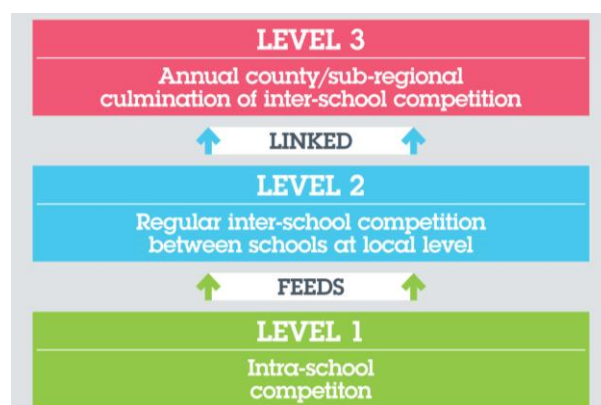 LEVEL 3
Annual county/sub-regional
culmination of inter-school competition
LINKED
LEVEL 2
Regular inter-school competition
between schools at local level
FEEDS
LEVEL 1
Intra-school
competiton